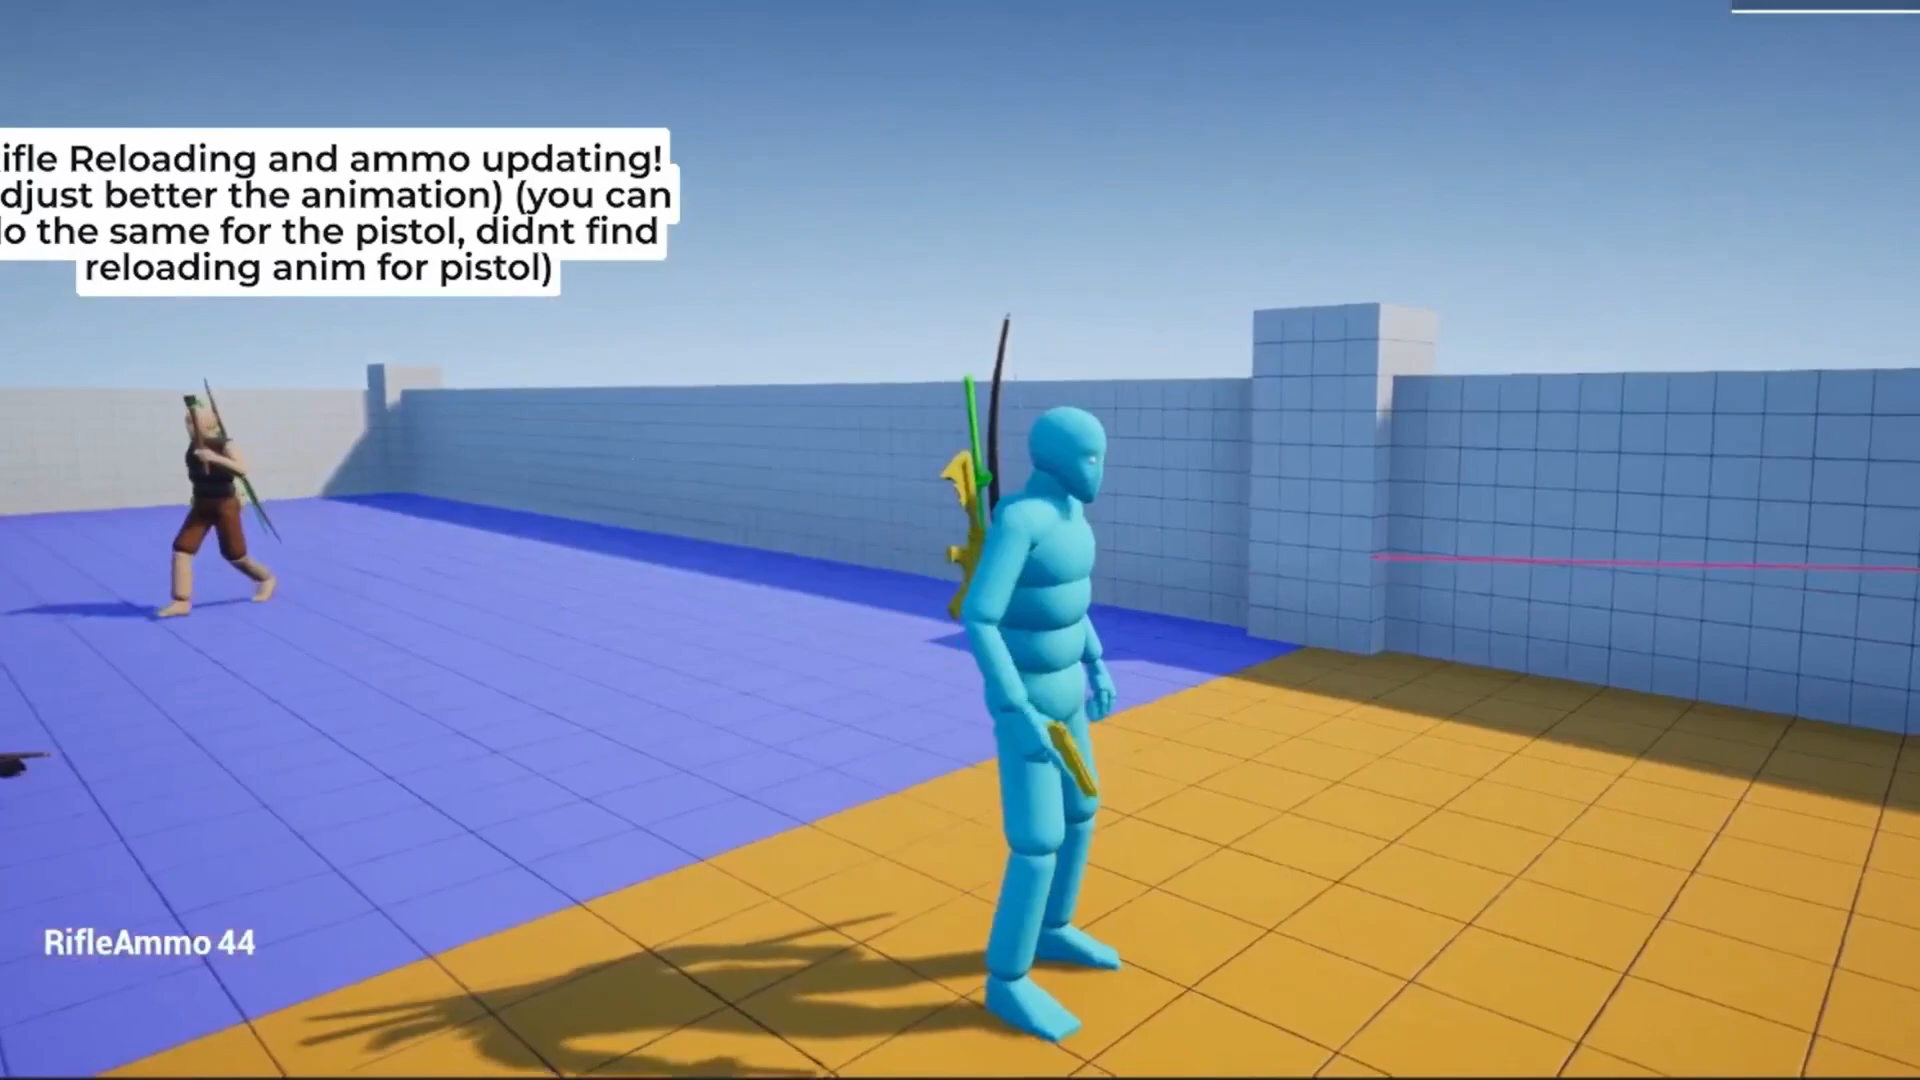 ifle Reloading and ammo updating!
djust better the animation) (you can
o the same for the pistol, didnt find
reloading anim for pistol)
RifleAmmo 44